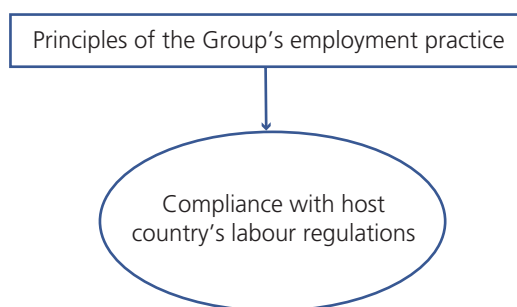 Principles of the Group’s employment practice
Compliance with host
country’s labour regulations